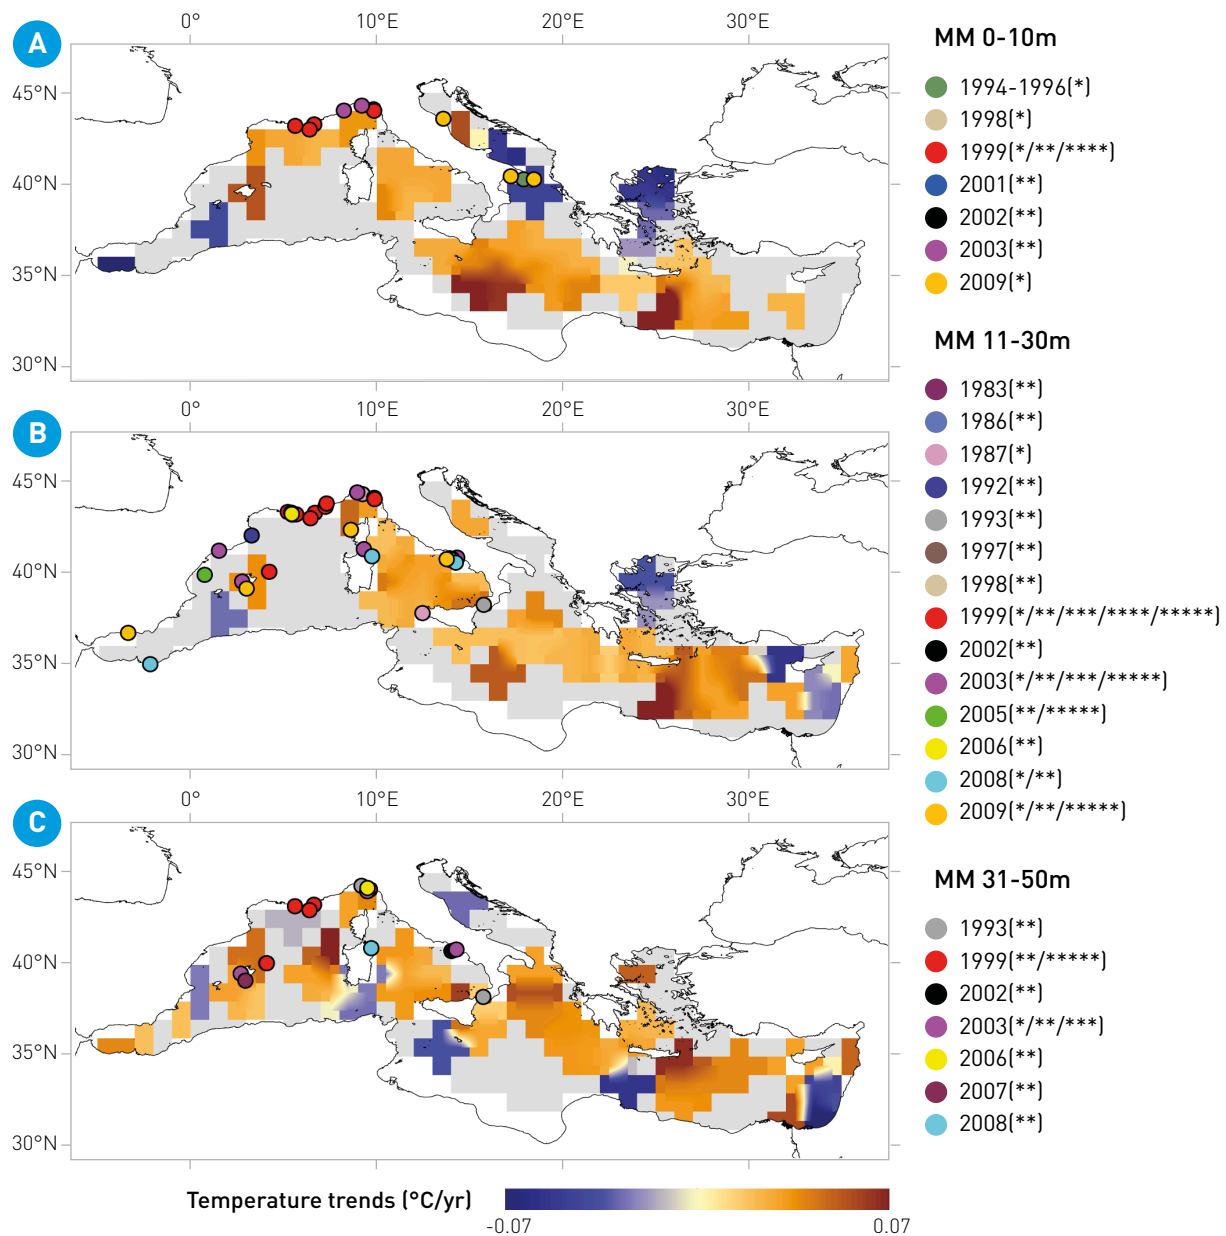 A
0°
10°E
20°E
30°E
45°N
40°N
35°N
30°N
MM 0-10m
1994-1996(*)
1998(*)
1999(*/**/****)
2001(**)
2002(**)
2003(**)
2009(*)
B
0°
10°E
20°E
30°E
45°N
40°N
35°N
30°N
MM 11-30m
1983(**)
1986(**)
1987(*)
1992(**)
1993(**)
1997(**)
1998(**)
1999(*/**/***/****/*****)
2002(**)
2003(*/**/***/*****)
2005(**/*****)
2006(**)
2008(*/**)
2009(*/**/*****)
C
0°
10°E
20°E
30°E
45°N
40°N
35°N
30°N
MM 31-50m
1993(**)
1999(**/*****)
2002(**)
2003(*/**/***)
2006(**)
2007(**)
2008(**)
Temperature trends (°C/yr)
-0.07
0.07